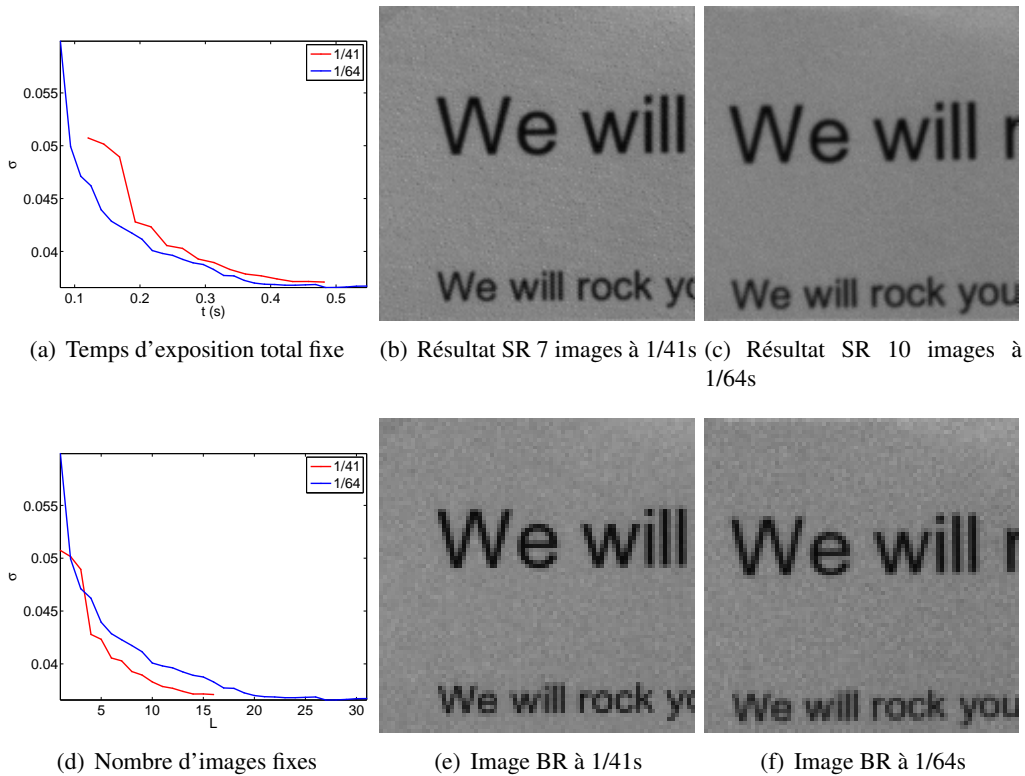 0.055
0.05
0.045
0.04
σ
0.1 0.2 0.3 0.4 0.5
t (s)
1/41
1/64
We will
We will rock yo
We will r
We will rock you
(a) Temps d'exposition total fixe
(b) Résultat SR 7 images à 1/41s
(c) Résultat SR 10 images à
1/64s
0.055
0.05
0.045
0.04
σ
5 10 15 20 25 30
L
1/41
1/64
We will
We will rock yo
We will r
We will rock you
(d) Nombre d'images fixes
(e) Image BR à 1/41s
(f) Image BR à 1/64s